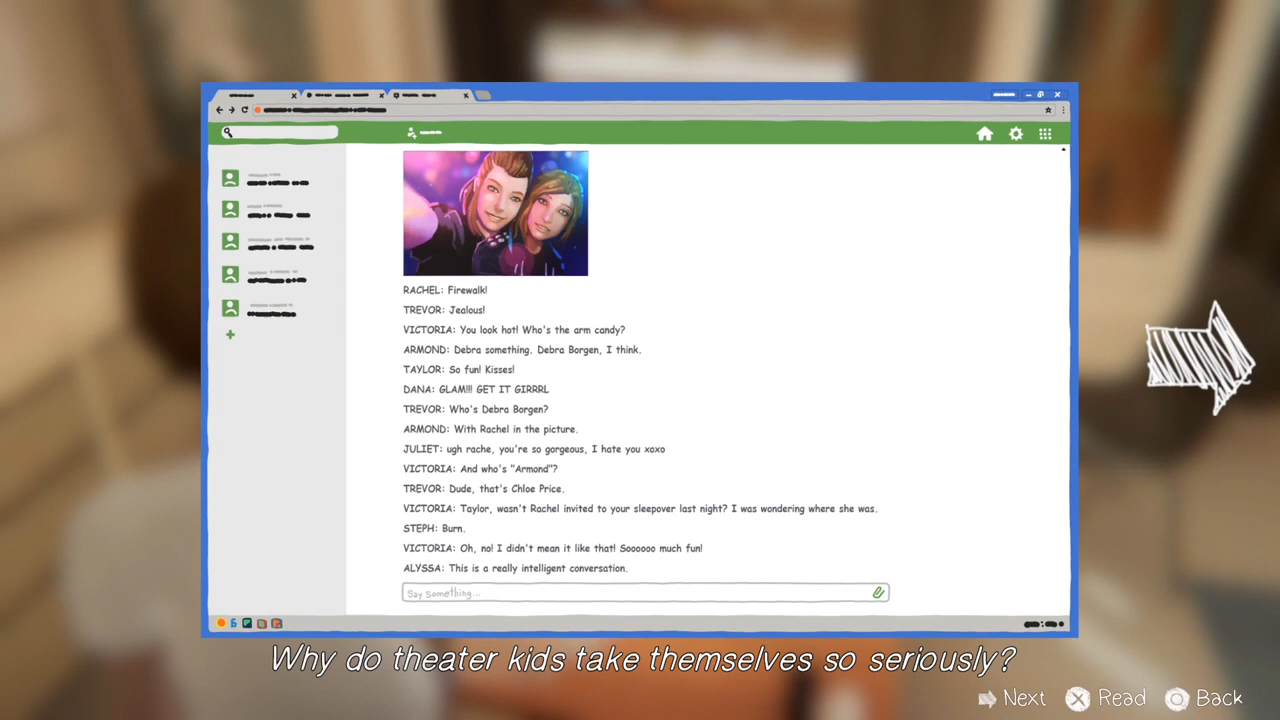 RACHEL: Firewalk!
TREVOR: Jealous!
VICTORIA: You look hot! Who's the arm candy?
ARMOND: Debra something. Debra Borgen, I think.
TAYLOR: So fun! Kisses!
DANA: GLAM!!! GET IT GIRRRL
TREVOR: Who's Debra Borgen?
ARMOND: With Rachel in the picture.
JULIET: ugh rache, you're so gorgeous, I hate you xoxo
VICTORIA: And who's "Armond"?
TREVOR: Dude, that's Chloe Price.
VICTORIA: Taylor, wasn't Rachel invited to your sleepover last night? I was wondering where she was.
STEPH: Burn.
VICTORIA: Oh, no! I didn't mean it like that! Soooooo much fun!
ALYSSA: This is a really intelligent conversation.
Say Something...
Why do theater kids take themselves so seriously?
Next Read Back